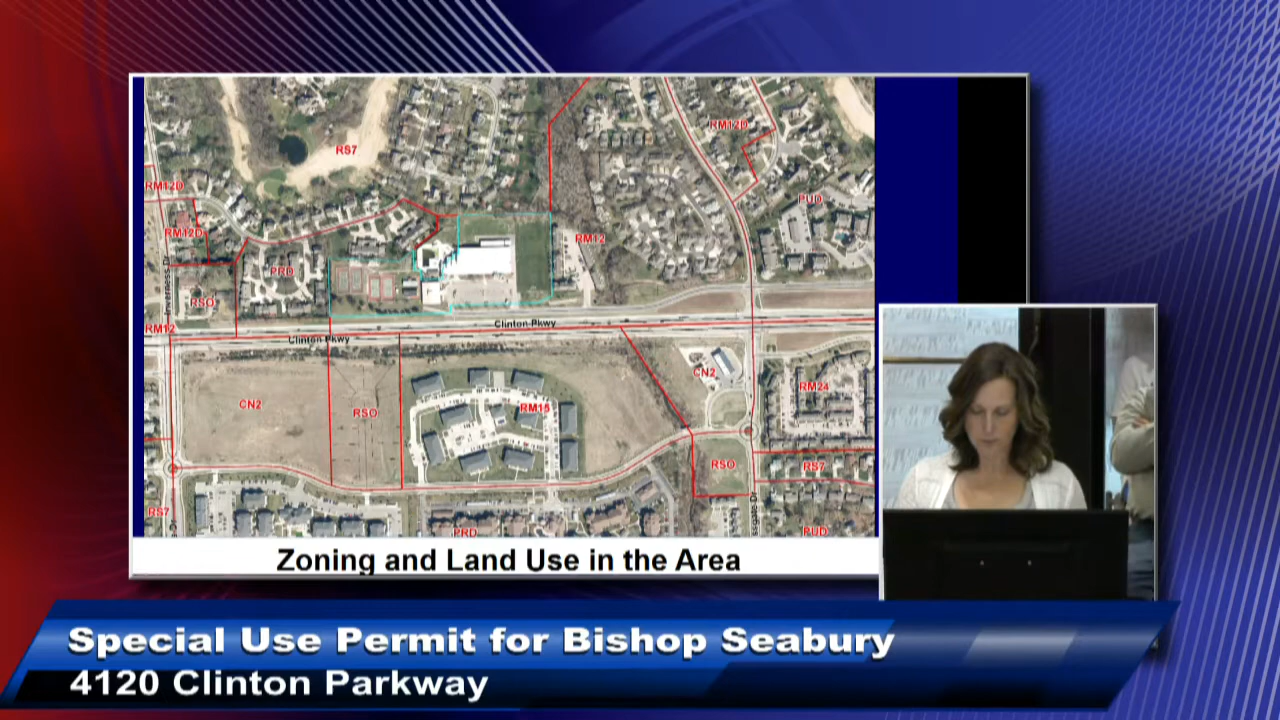 RM12D
RS7
RM12D
PUD
RM12D
RM12
PRD
RSO
Inverness Dr
RM12
Clinton Pkwy
Clinton Pkwy
CN2
RM24
CN2
RSO
RM15
RSO
RS7
RS7
PRD
PUD
Zoning and Land Use in the Area
Special Use Permit for Bishop Seabury
4120 Clinton Parkway